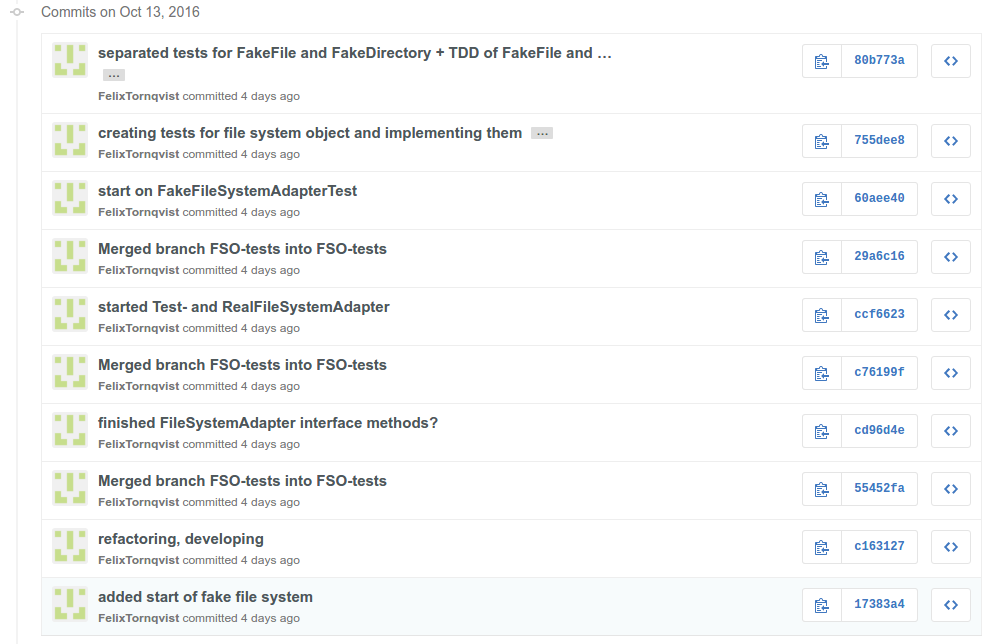 Commits on Oct 13, 2016
separated tests for FakeFile and FakeDirectory + TDD of FakeFile and …
…
80b773a
FelixTornqvist committed 4 days ago
creating tests for file system object and implementing them …
755dee8
FelixTornqvist committed 4 days ago
start on FakeFileSystemAdapterTest
60aee40
FelixTornqvist committed 4 days ago
Merged branch FSO-tests into FSO-tests
29a6c16
FelixTornqvist committed 4 days ago
started Test- and RealFileSystemAdapter
ccf6623
FelixTornqvist committed 4 days ago
Merged branch FSO-tests into FSO-tests
c76199f
FelixTornqvist committed 4 days ago
finished FileSystemAdapter interface methods?
cd96d4e
FelixTornqvist committed 4 days ago
Merged branch FSO-tests into FSO-tests
55452fa
FelixTornqvist committed 4 days ago
refactoring, developing
c163127
FelixTornqvist committed 4 days ago
added start of fake file system
17383a4
FelixTornqvist committed 4 days ago